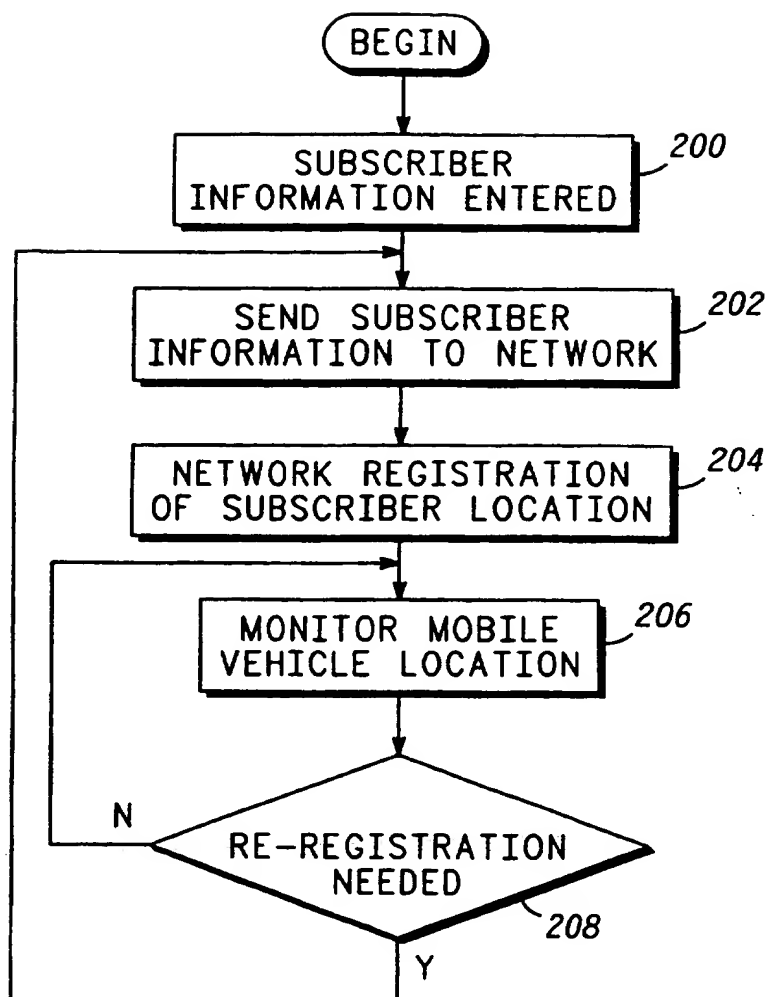 BEGIN
SUBSCRIBER
INFORMATION ENTERED
200
SEND SUBSCRIBER
INFORMATION TO NETWORK
202
NETWORK REGISTRATION
OF SUBSCRIBER LOCATION
204
MONITOR MOBILE
VEHICLE LOCATION
206
N
RE-REGISTRATION
NEEDED
208
Y